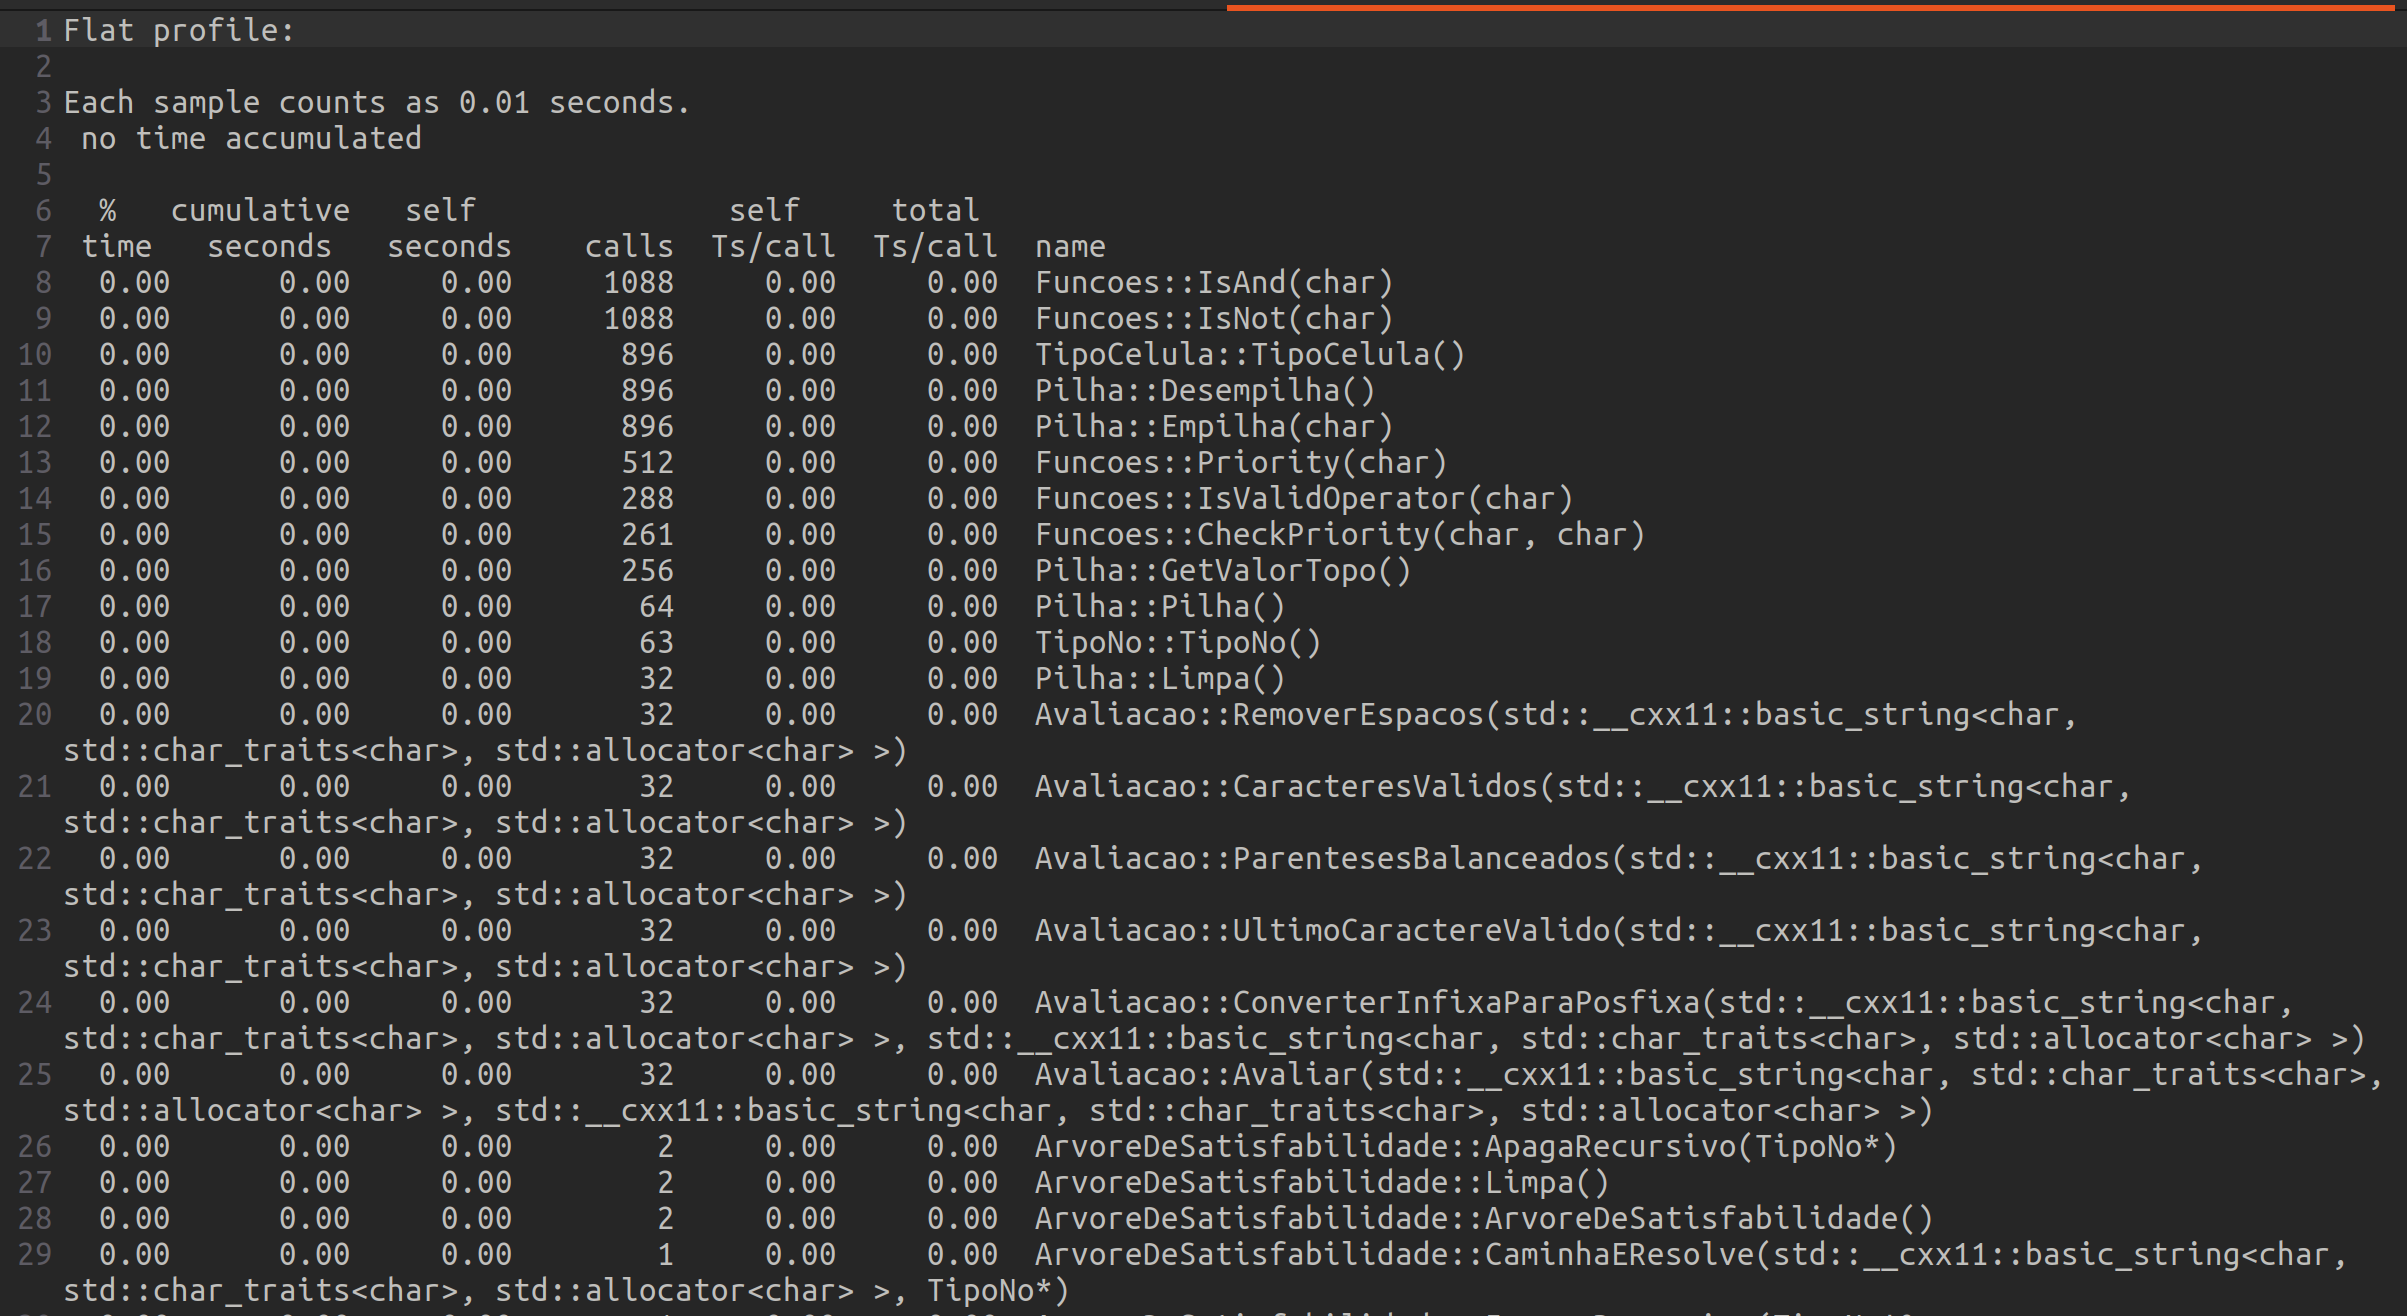 1 Flat profile:
2
3 Each sample counts as 0.01 seconds.
4  no time accumulated
5
6   %   cumulative   self              self     total
7  time   seconds   seconds    calls  Ts/call  Ts/call  name
8   0.00      0.00     0.00     1088     0.00     0.00  Funcoes::IsAnd(char)
9   0.00      0.00     0.00     1088     0.00     0.00  Funcoes::IsNot(char)
10   0.00      0.00     0.00      896     0.00     0.00  TipoCelula::TipoCelula()
11   0.00      0.00     0.00      896     0.00     0.00  Pilha::Desempilha()
12   0.00      0.00     0.00      896     0.00     0.00  Pilha::Empilha(char)
13   0.00      0.00     0.00      512     0.00     0.00  Funcoes::Priority(char)
14   0.00      0.00     0.00      288     0.00     0.00  Funcoes::IsValidOperator(char)
15   0.00      0.00     0.00      261     0.00     0.00  Funcoes::CheckPriority(char, char)
16   0.00      0.00     0.00      256     0.00     0.00  Pilha::GetValorTopo()
17   0.00      0.00     0.00       64     0.00     0.00  Pilha::Pilha()
18   0.00      0.00     0.00       63     0.00     0.00  TipoNo::TipoNo()
19   0.00      0.00     0.00       32     0.00     0.00  Pilha::Limpa()
20   0.00      0.00     0.00       32     0.00     0.00  Avaliacao::RemoverEspacos(std::__cxx11::basic_string<char,
std::char_traits<char>, std::allocator<char> >)
21   0.00      0.00     0.00       32     0.00     0.00  Avaliacao::CaracteresValidos(std::__cxx11::basic_string<char,
std::char_traits<char>, std::allocator<char> >)
22   0.00      0.00     0.00       32     0.00     0.00  Avaliacao::ParentesesBalanceados(std::__cxx11::basic_string<char,
std::char_traits<char>, std::allocator<char> >)
23   0.00      0.00     0.00       32     0.00     0.00  Avaliacao::UltimoCaractereValido(std::__cxx11::basic_string<char,
std::char_traits<char>, std::allocator<char> >)
24   0.00      0.00     0.00       32     0.00     0.00  Avaliacao::ConverterInfixaParaPosfixa(std::__cxx11::basic_string<char,
std::char_traits<char>, std::allocator<char> >, std::__cxx11::basic_string<char, std::char_traits<char>, std::allocator<char> >)
25   0.00      0.00     0.00       32     0.00     0.00  Avaliacao::Avaliar(std::__cxx11::basic_string<char, std::char_traits<char>,
std::allocator<char> >, std::__cxx11::basic_string<char, std::char_traits<char>, std::allocator<char> >)
26   0.00      0.00     0.00        2     0.00     0.00  ArvoreDeSatisfabilidade::ApagaRecursivo(TipoNo*)
27   0.00      0.00     0.00        2     0.00     0.00  ArvoreDeSatisfabilidade::Limpa()
28   0.00      0.00     0.00        2     0.00     0.00  ArvoreDeSatisfabilidade::ArvoreDeSatisfabilidade()
29   0.00      0.00     0.00        1     0.00     0.00  ArvoreDeSatisfabilidade::CaminhaEResolve(std::__cxx11::basic_string<char,
std::char_traits<char>, std::allocator<char> >, TipoNo*)